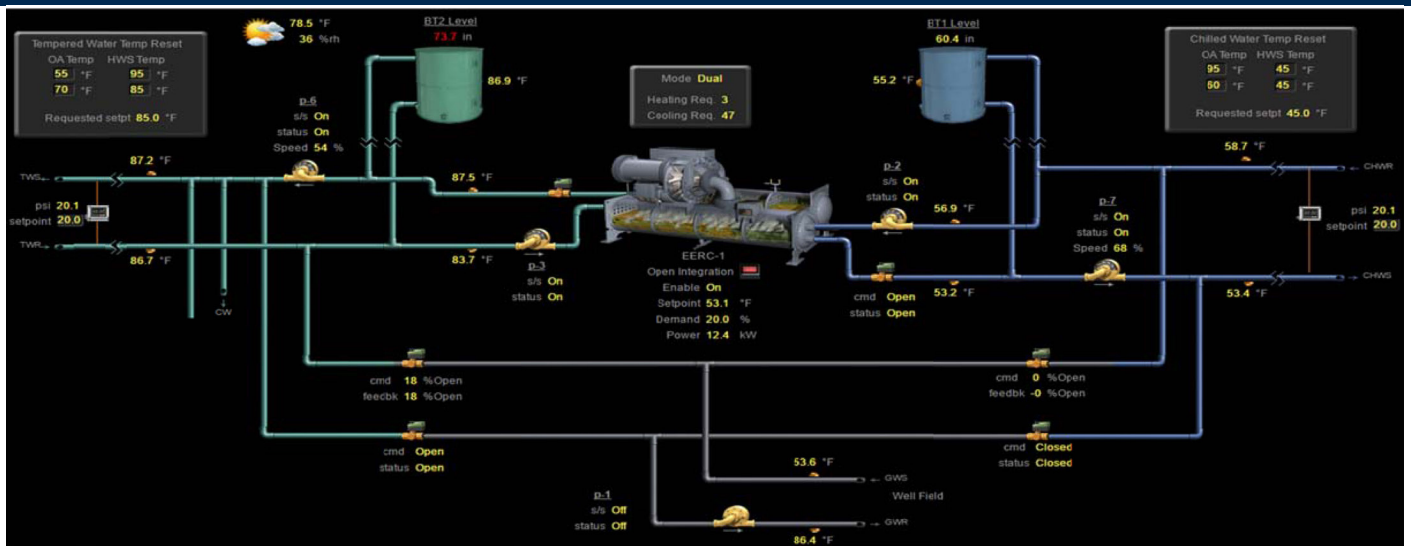 Tempered Water Temp Reset
OA Temp HWS Temp
55 °F 95 °F
70 °F 85 °F
Requested setpt 85.0 °F
78.5 °F
36 %rh
BT2 Level
73.7 in
86.9 °F
Mode Dual
Heating Req. 3
Cooling Req. 47
BT1 Level
60.4 in
55.2 °F
Chilled Water Temp Reset
OA Temp HWS Temp
95 °F 45 °F
60 °F 45 °F
Requested setpt 45.0 °F
p-6
s/s On
status On
Speed 54 %
87.2 °F
TWS
psi 20.1
setpoint 20.0
TWR
86.7 °F
CW
87.5 °F
83.7 °F
p-3
s/s On
status On
EERC-1
Open Integration
Enable On
Setpoint 53.1 °F
Demand 20.0 %
Power 12.4 kW
p-2
s/s On
status On
56.9 °F
cmd Open
status Open
53.2 °F
p-7
s/s On
status On
Speed 68 %
58.7 °F
CHWR
psi 20.1
setpoint 20.0
CHWS
53.4 °F
cmd 18 %Open
feedbk 18 %Open
cmd 0 %Open
feedbk -0 %Open
cmd Open
status Open
cmd Closed
status Closed
53.6 °F
GWS
Well Field
p-1
s/s Off
status Off
GWR
86.4 °F